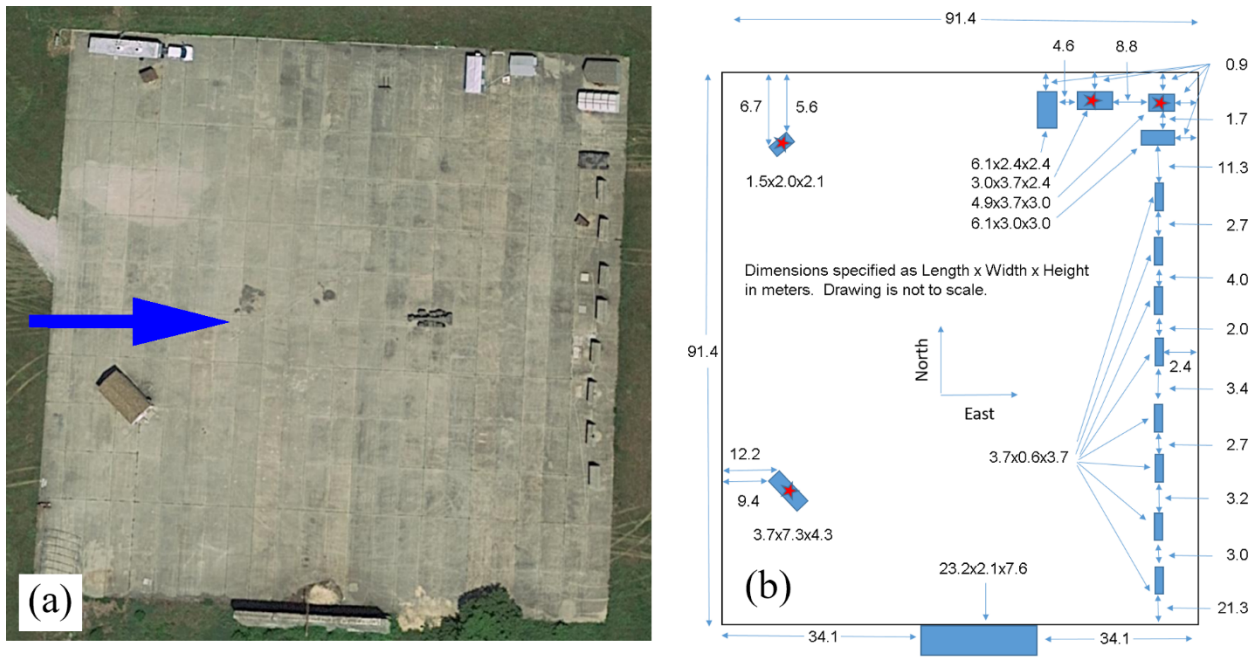 (a)
91.4
4.6
8.8
0.9
6.7
5.6
1.7
1.5x2.0x2.1
6.1x2.4x2.4
3.0x3.7x2.4
4.9x3.7x3.0
6.1x3.0x3.0
11.3
2.7
Dimensions specified as Length x Width x Height
in meters. Drawing is not to scale.
4.0
2.0
91.4
2.4
North
East
3.4
12.2
9.4
3.7x0.6x3.7
2.7
3.7x7.3x4.3
3.2
23.2x2.1x7.6
3.0
(b)
21.3
34.1
34.1